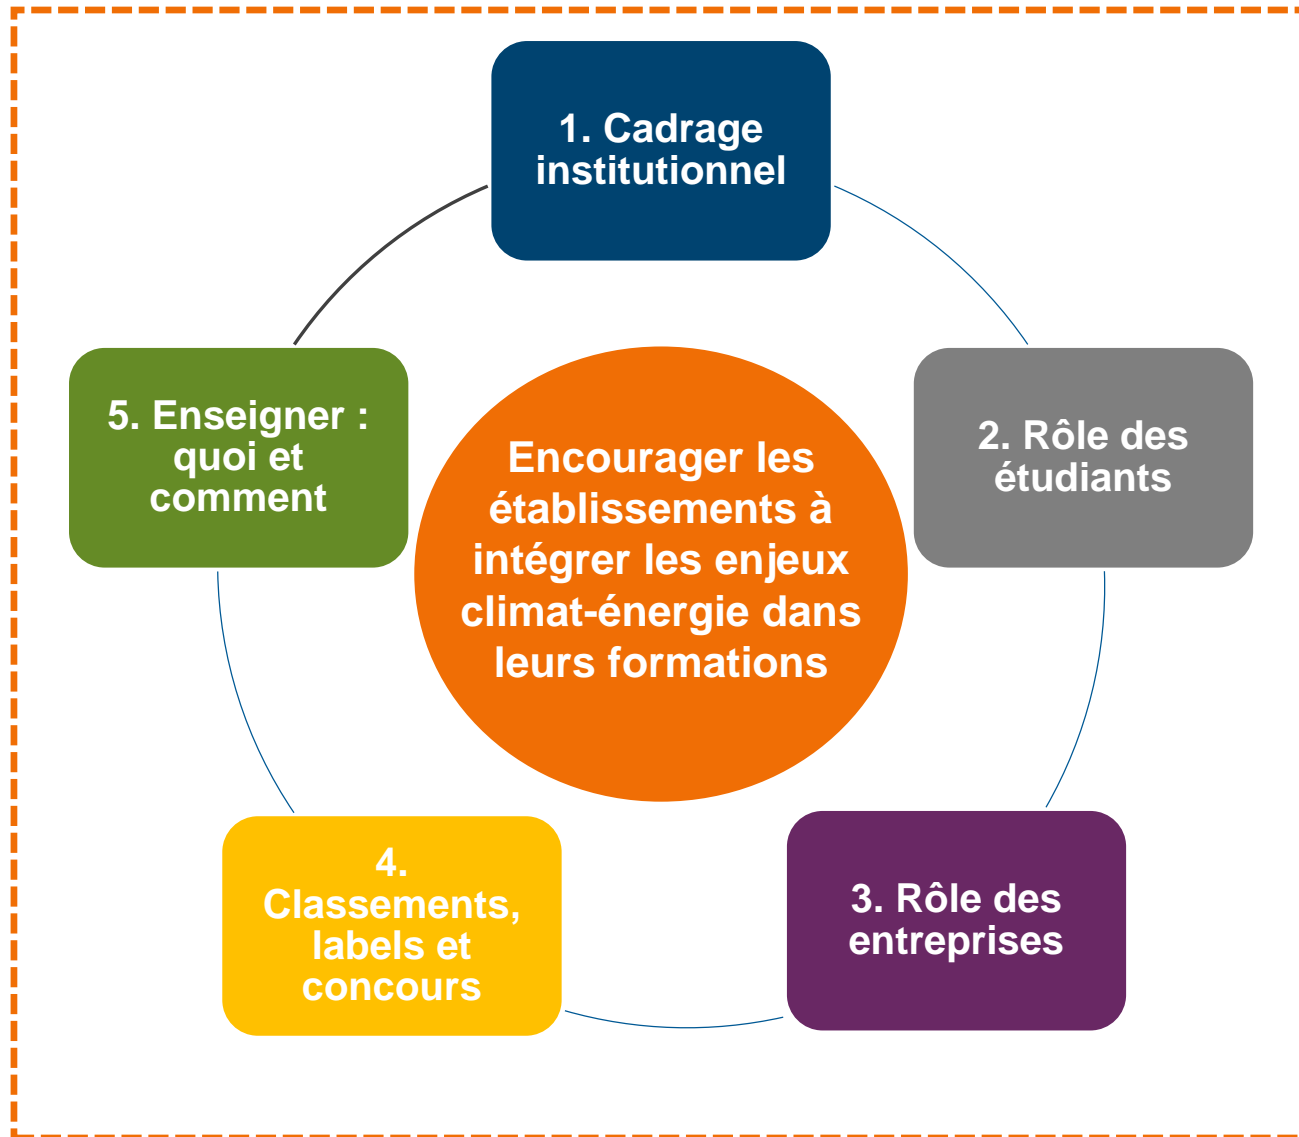 1. Cadrage
institutionnel
2. Rôle des
étudiants
3. Rôle des
entreprises
4.
Classements,
labels et
concours
5. Enseigner :
quoi et
comment
Encourager les
établissements à
intégrer les enjeux
climat-énergie dans
leurs formations